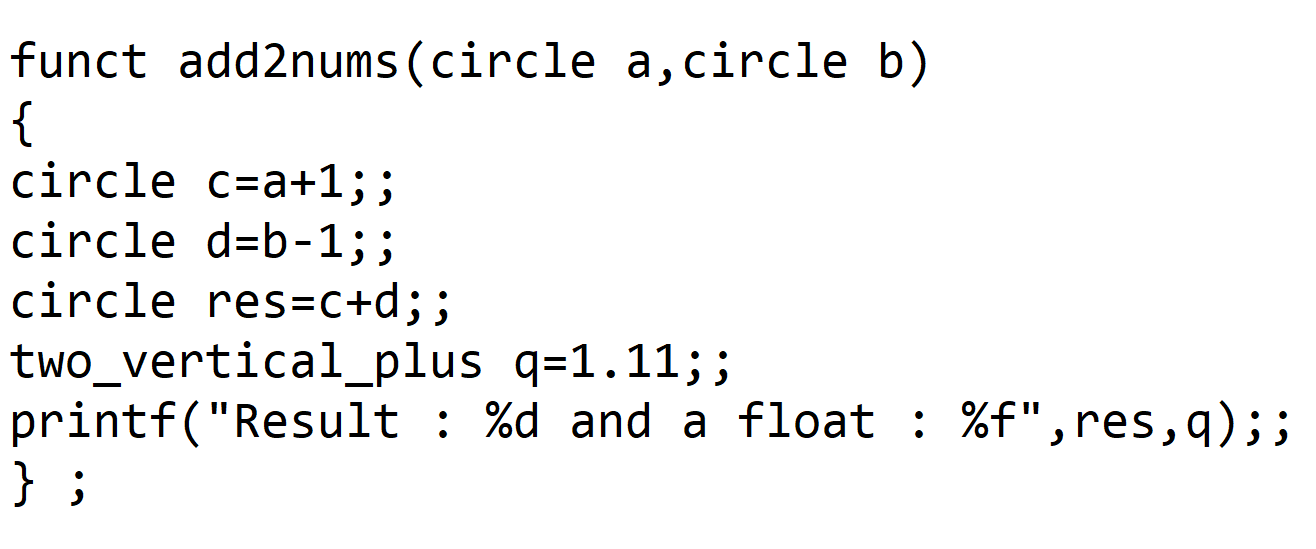 funct add2nums(circle a,circle b)
{
circle c=a+1;;
circle d=b-1;;
circle res=c+d;;
two_vertical_plus q=1.11;;
printf("Result : %d and a float : %f",res,q);;
} ;